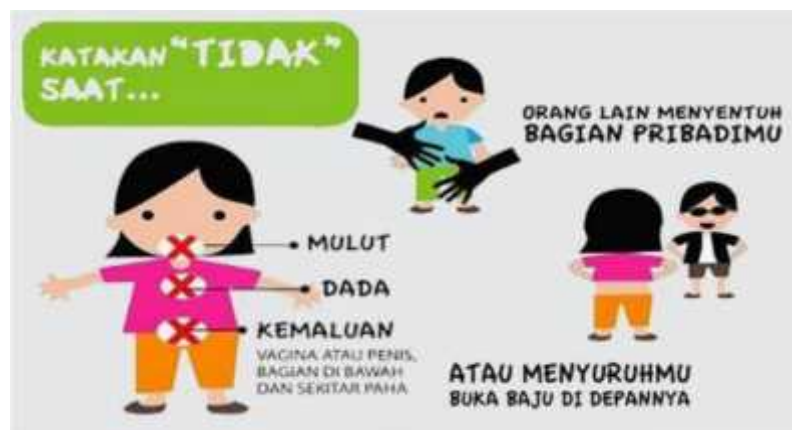 KATAKAN "TIDAK"
SAAT...
ORANG LAIN MENYENTUH
BAGIAN PRIBADIMU
MULUT
DADA
KEMALUAN
VAGINA ATAU PENIS,
BAGIAN DI BAWAH
DAN SEKITAR PAHA
ATAU MENYURUHMU
BUKA BAJU DI DEPANNYA